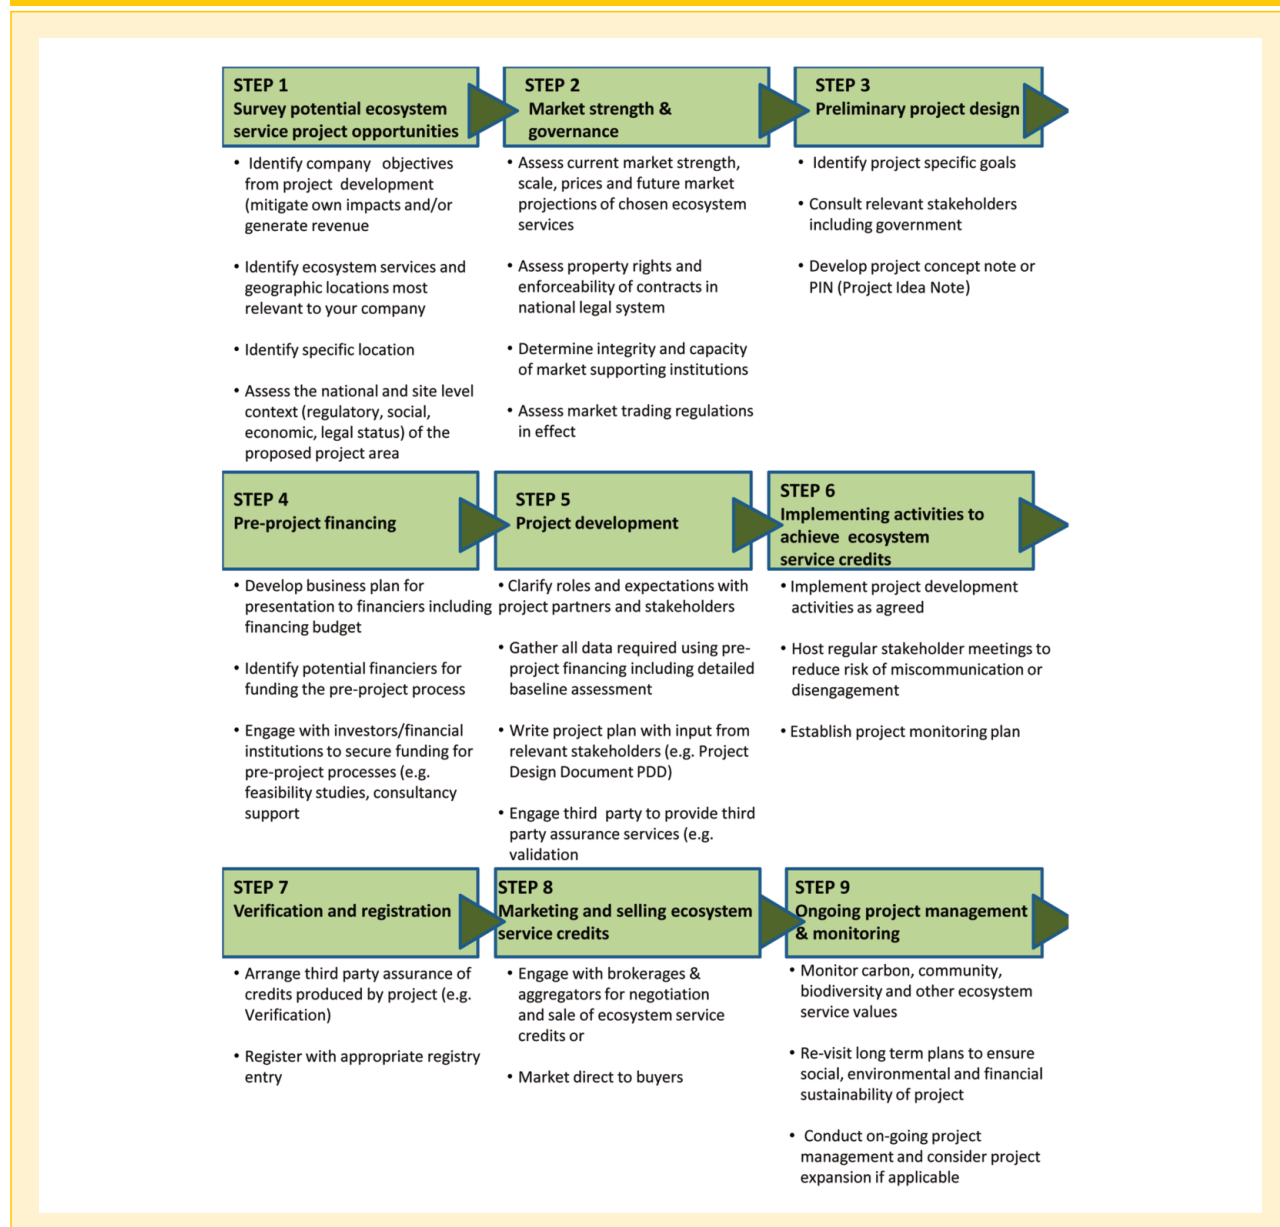 STEP 1
Survey potential ecosystem
service project opportunities
• Identify company objectives
from project development
(mitigate own impacts and/or
generate revenue
• Identify ecosystem services and
geographic locations most
relevant to your company
• Identify specific location
• Assess the national and site level
context (regulatory, social,
economic, legal status) of the
proposed project area
STEP 2
Market strength &
governance
• Assess current market strength,
scale, prices and future market
projections of chosen ecosystem
services
• Assess property rights and
enforceability of contracts in
national legal system
• Determine integrity and capacity
of market supporting institutions
• Assess market trading regulations
in effect
STEP 3
Preliminary project design
• Identify project specific goals
• Consult relevant stakeholders
including government
• Develop project concept note or
PIN (Project Idea Note)
STEP 4
Pre-project financing
• Develop business plan for
presentation to financiers including
financing budget
• Identify potential financiers for
funding the pre-project process
• Engage with investors/financial
institutions to secure funding for
pre-project processes (e.g.
feasibility studies, consultancy
support
STEP 5
Project development
• Clarify roles and expectations with
project partners and stakeholders
• Gather all data required using pre-
project financing including detailed
baseline assessment
• Write project plan with input from
relevant stakeholders (e.g. Project
Design Document PDD)
• Engage third party to provide third
party assurance services (e.g.
validation
STEP 6
Implementing activities to
achieve ecosystem
service credits
• Implement project development
activities as agreed
• Host regular stakeholder meetings to
reduce risk of miscommunication or
disengagement
• Establish project monitoring plan
STEP 7
Verification and registration
• Arrange third party assurance of
credits produced by project (e.g.
Verification)
• Register with appropriate registry
entry
STEP 8
Marketing and selling ecosystem
service credits
• Engage with brokerages &
aggregators for negotiation
and sale of ecosystem service
credits or
• Market direct to buyers
STEP 9
Ongoing project management
& monitoring
• Monitor carbon, community,
biodiversity and other ecosystem
service values
• Re-visit long term plans to ensure
social, environmental and financial
sustainability of project
• Conduct on-going project
management and consider project
expansion if applicable